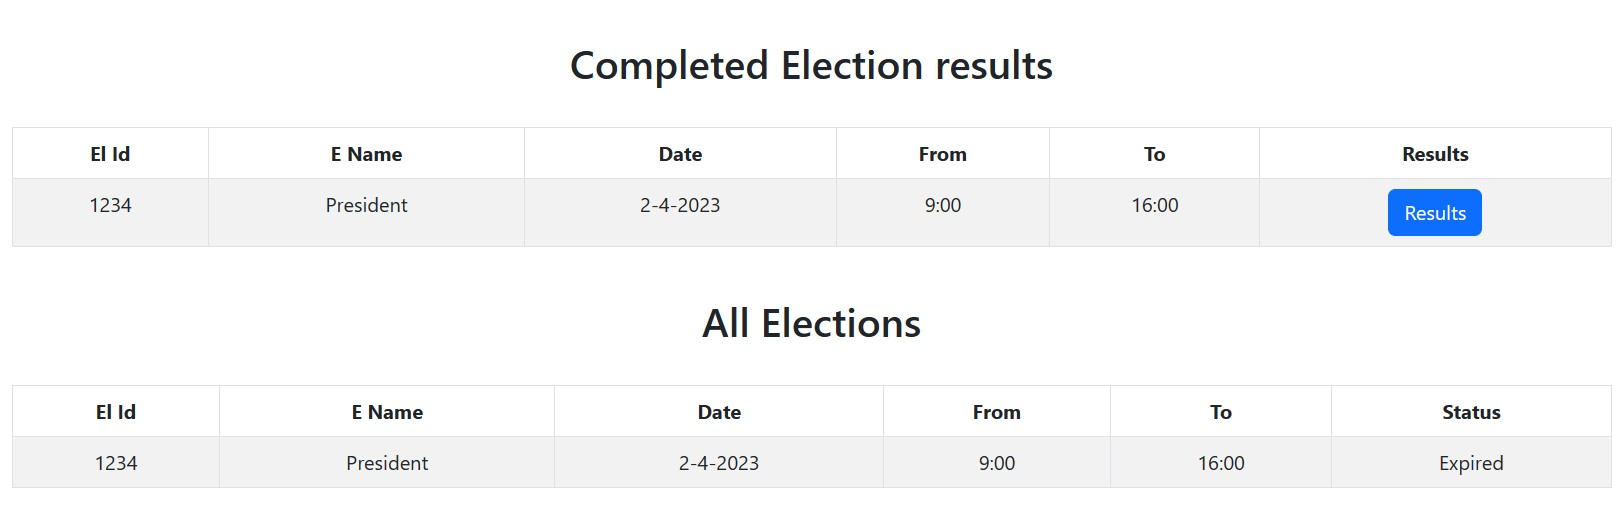 Completed Election results
El Id E Name Date From To Results
1234 President 2-4-2023 9:00 16:00 Results
All Elections
El Id E Name Date From To Status
1234 President 2-4-2023 9:00 16:00 Expired